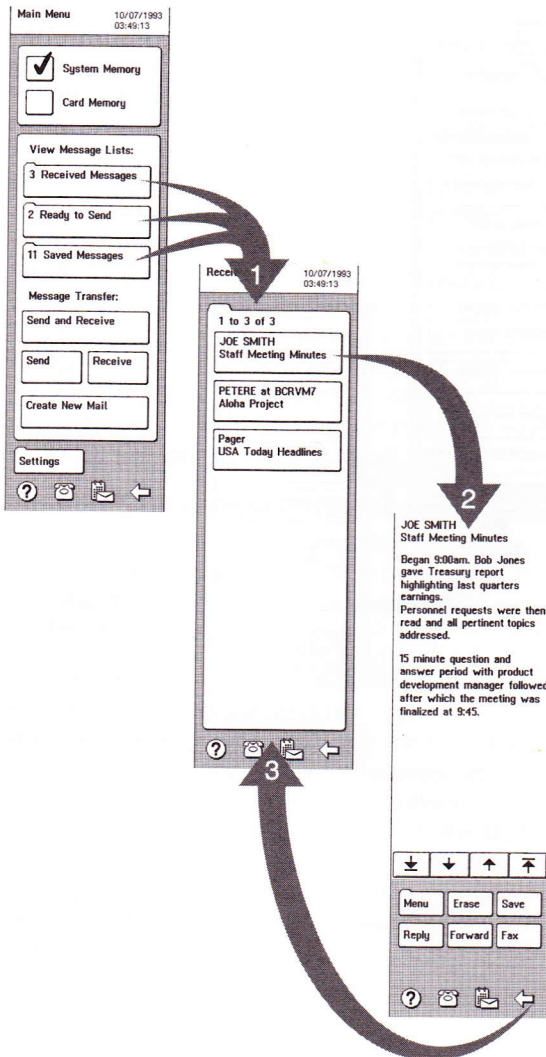 Main Menu
10/07/1993
03:49:13
System Memory
Card Memory
View Message Lists:
3 Received Messages
2 Ready to Send
11 Saved Messages
Message Transfer:
Send and Receive
Send
Receive
Create New Mail
Settings
?
1
10/07/1993
03:49:13
1 to 3 of 3
JOE SMITH
Staff Meeting Minutes
PETERE at BCRVM7
Aloha Project
Pager
USA Today Headlines
?
3
2
JOE SMITH
Staff Meeting Minutes
Began 9:00am. Bob Jones
gave Treasury report
highlighting last quarters
earnings.
Personnel requests were then
read and all pertinent topics
addressed.
15 minute question and
answer period with product
development manager followed
after which the meeting was
finalized at 9:45.
Menu
Erase
Save
Reply
Forward
Fax
?